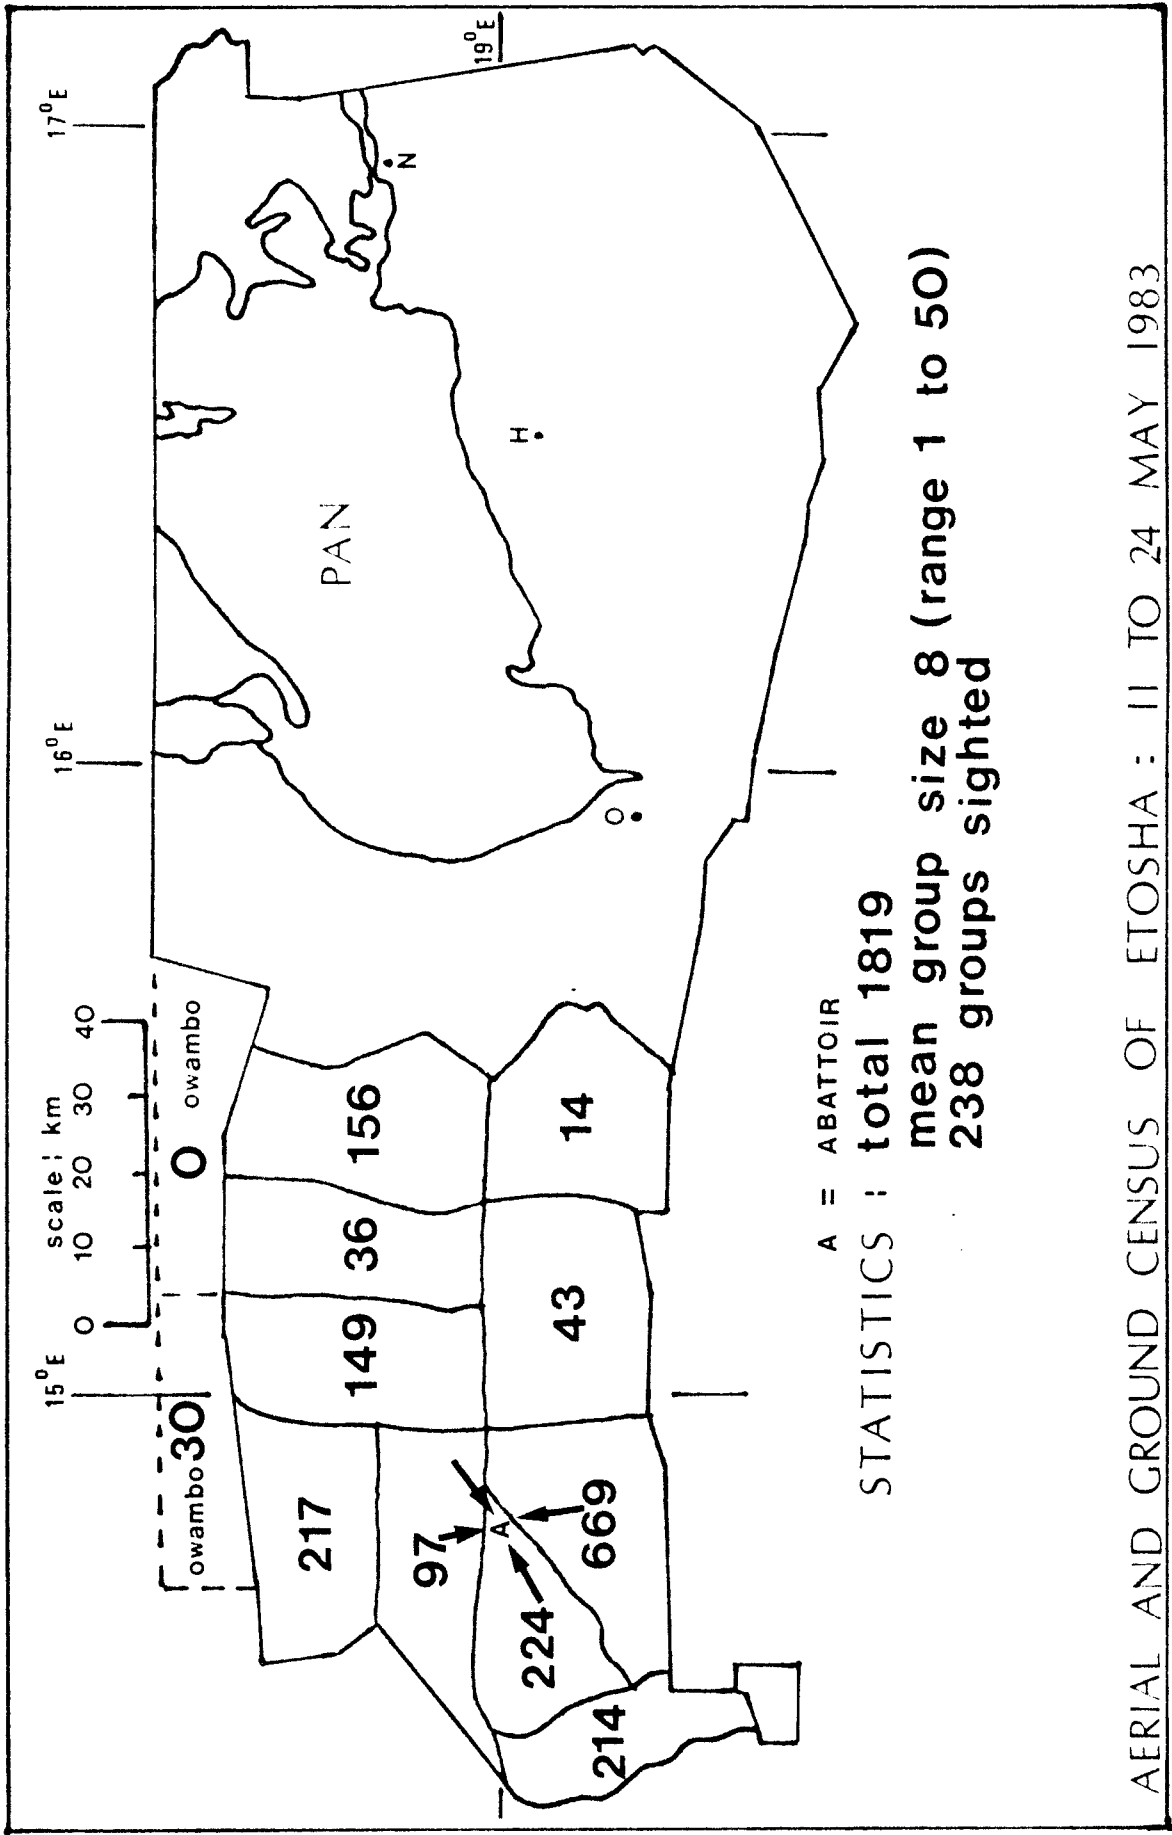 15°E
16°E
17°E
19°E
scale: km
0 10 20 30 40
owambo 30
0 owambo
217
149
36
156
97
A
224
669
214
43
14
PAN
O
H
N
A = ABATTOIR
STATISTICS : total 1819
mean group size 8 (range 1 to 50)
238 groups sighted
AERIAL AND GROUND CENSUS OF ETOSHA : 11 TO 24 MAY 1983